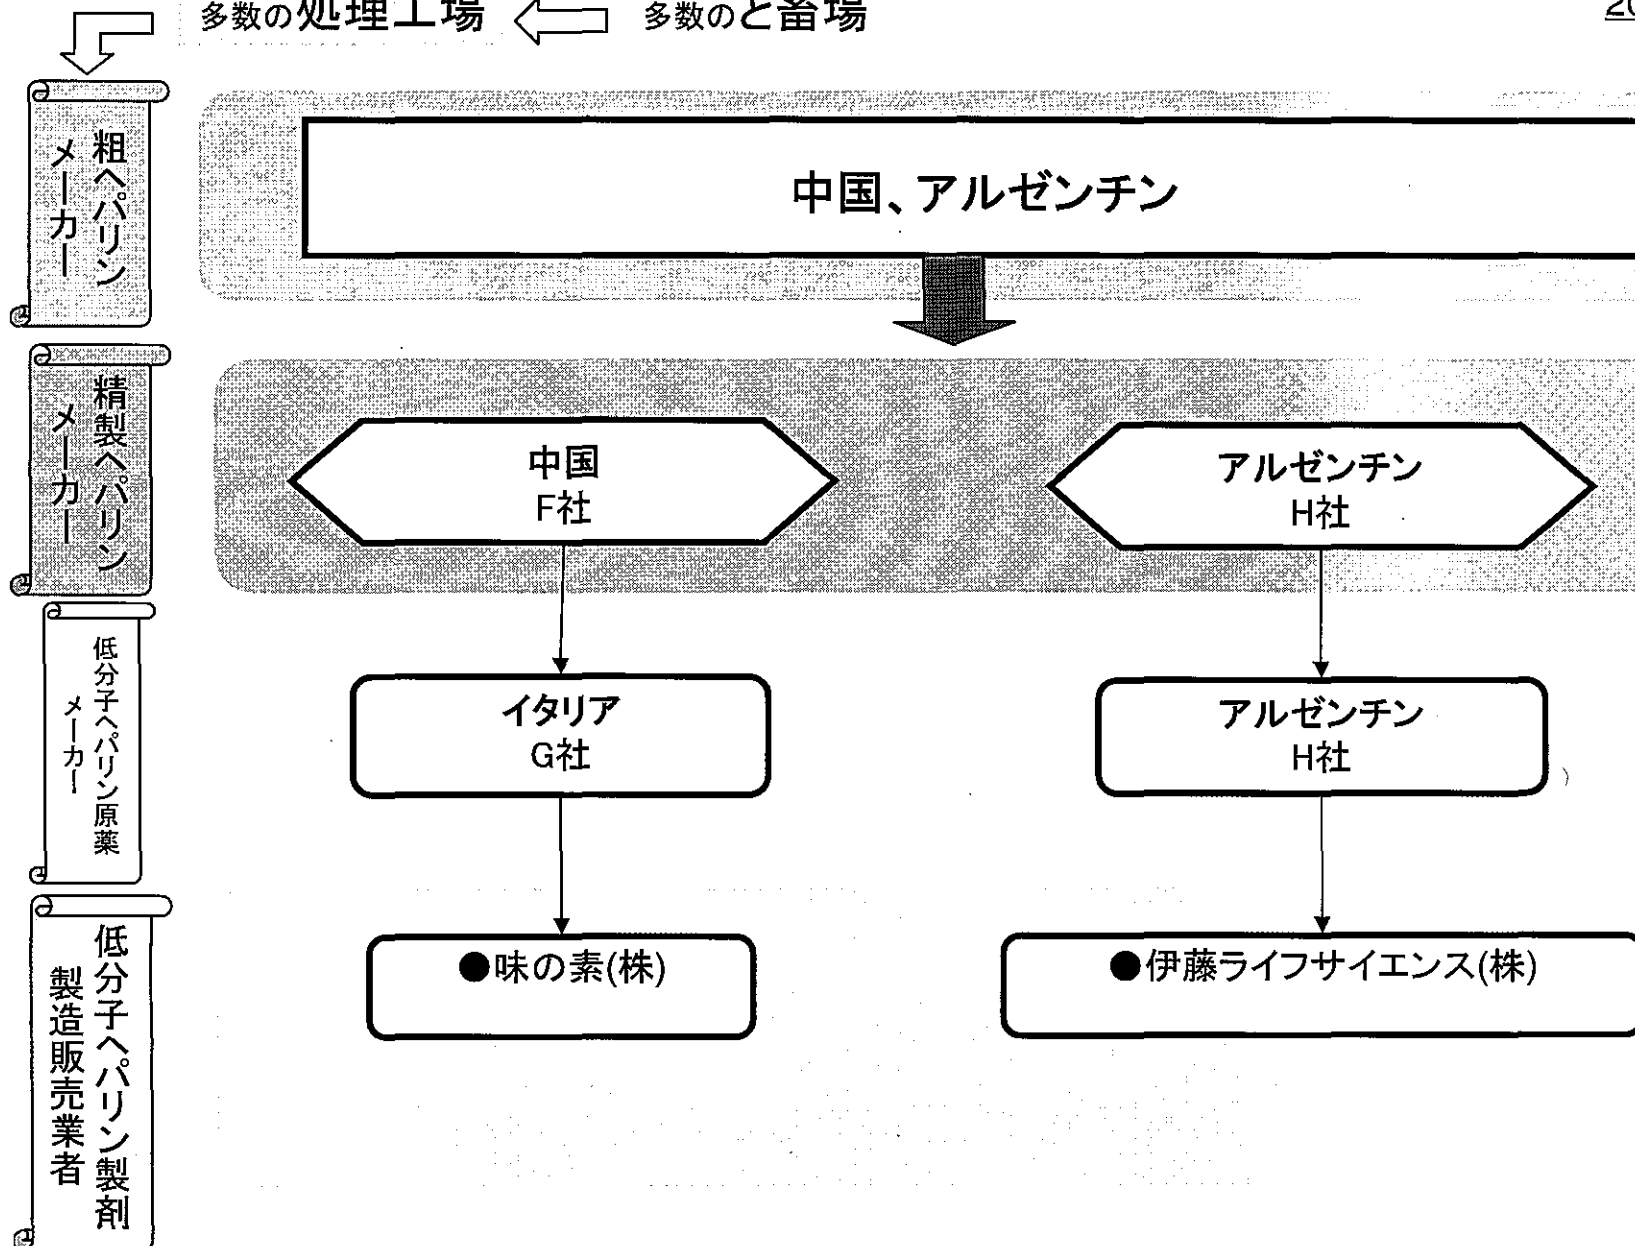 多数の処理工場
多数のと畜場
20
粗ヘパリン
メーカー
中国、アルゼンチン
精製ヘパリン
メーカー
中国
F社
アルゼンチン
H社
低分子ヘパリン原薬
メーカー
イタリア
G社
アルゼンチン
H社
低分子ヘパリン製剤
製造販売業者
●味の素(株)
●伊藤ライフサイエンス(株)